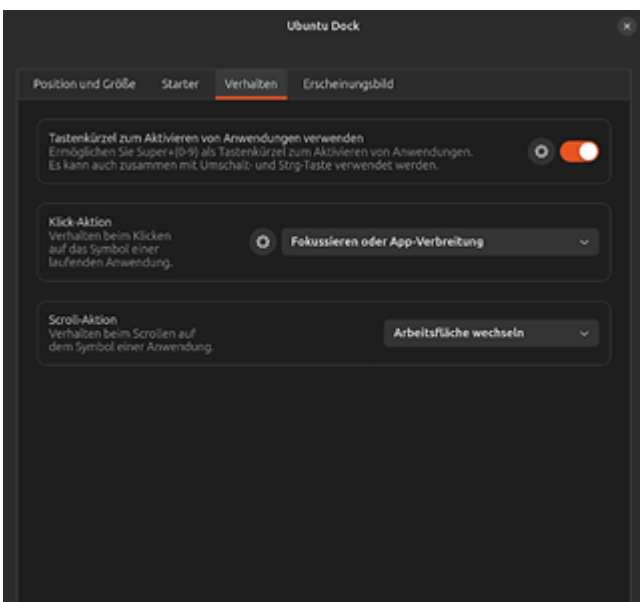 Ubuntu Dock
Position und Größe
Starter
Verhalten
Erscheinungsbild
Tastenkürzel zum Aktivieren von Anwendungen verwenden
Ermöglichen Sie Super+(0-9) als Tastenkürzel zum Aktivieren von Anwendungen.
Es kann auch zusammen mit Umschalt- und Strg-Taste verwendet werden.
Klick-Aktion
Verhalten beim Klicken
auf das Symbol einer
laufenden Anwendung.
Fokussieren oder App-Verbreitung
Scroll-Aktion
Verhalten beim Scrollen auf
dem Symbol einer Anwendung.
Arbeitsfläche wechseln